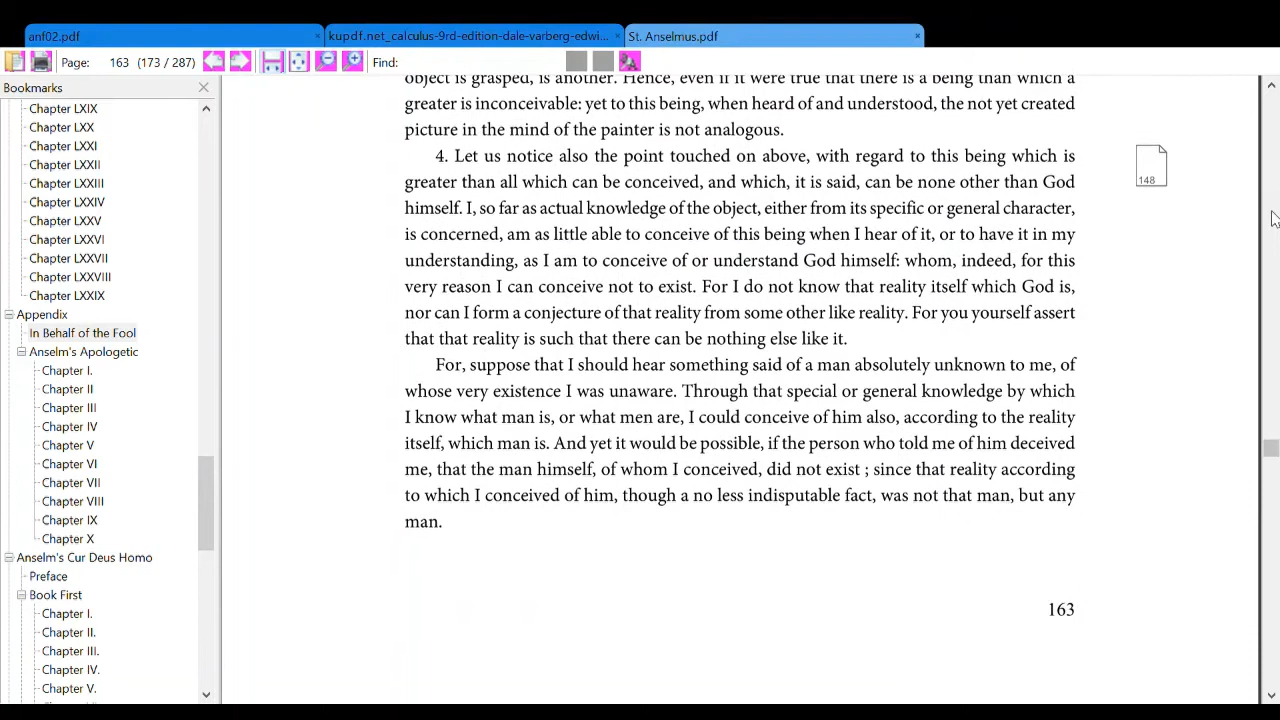 anf02.pdf
kupdf.net_calculus-9rd-edition-dale-varberg-edwi...
St. Anselmus.pdf
Page: 163 (173 / 287)
Find:
Bookmarks
Chapter LXIX
Chapter LXX
Chapter LXXI
Chapter LXXII
Chapter LXXIII
Chapter LXXIV
Chapter LXXV
Chapter LXXVI
Chapter LXXVII
Chapter LXXVIII
Chapter LXXIX
Appendix
In Behalf of the Fool
Anselm's Apologetic
Chapter I.
Chapter II
Chapter III
Chapter IV
Chapter V
Chapter VI
Chapter VII
Chapter VIII
Chapter IX
Chapter X
Anselm's Cur Deus Homo
Preface
Book First
Chapter I.
Chapter II.
Chapter III.
Chapter IV.
Chapter V.
object is grasped, is another. Hence, even if it were true that there is a being than which a
greater is inconceivable: yet to this being, when heard of and understood, the not yet created
picture in the mind of the painter is not analogous.
4. Let us notice also the point touched on above, with regard to this being which is
greater than all which can be conceived, and which, it is said, can be none other than God
himself. I, so far as actual knowledge of the object, either from its specific or general character,
is concerned, am as little able to conceive of this being when I hear of it, or to have it in my
understanding, as I am to conceive of or understand God himself: whom, indeed, for this
very reason I can conceive not to exist. For I do not know that reality itself which God is,
nor can I form a conjecture of that reality from some other like reality. For you yourself assert
that that reality is such that there can be nothing else like it.
For, suppose that I should hear something said of a man absolutely unknown to me, of
whose very existence I was unaware. Through that special or general knowledge by which
I know what man is, or what men are, I could conceive of him also, according to the reality
itself, which man is. And yet it would be possible, if the person who told me of him deceived
me, that the man himself, of whom I conceived, did not exist ; since that reality according
to which I conceived of him, though a no less indisputable fact, was not that man, but any
man.
148
163